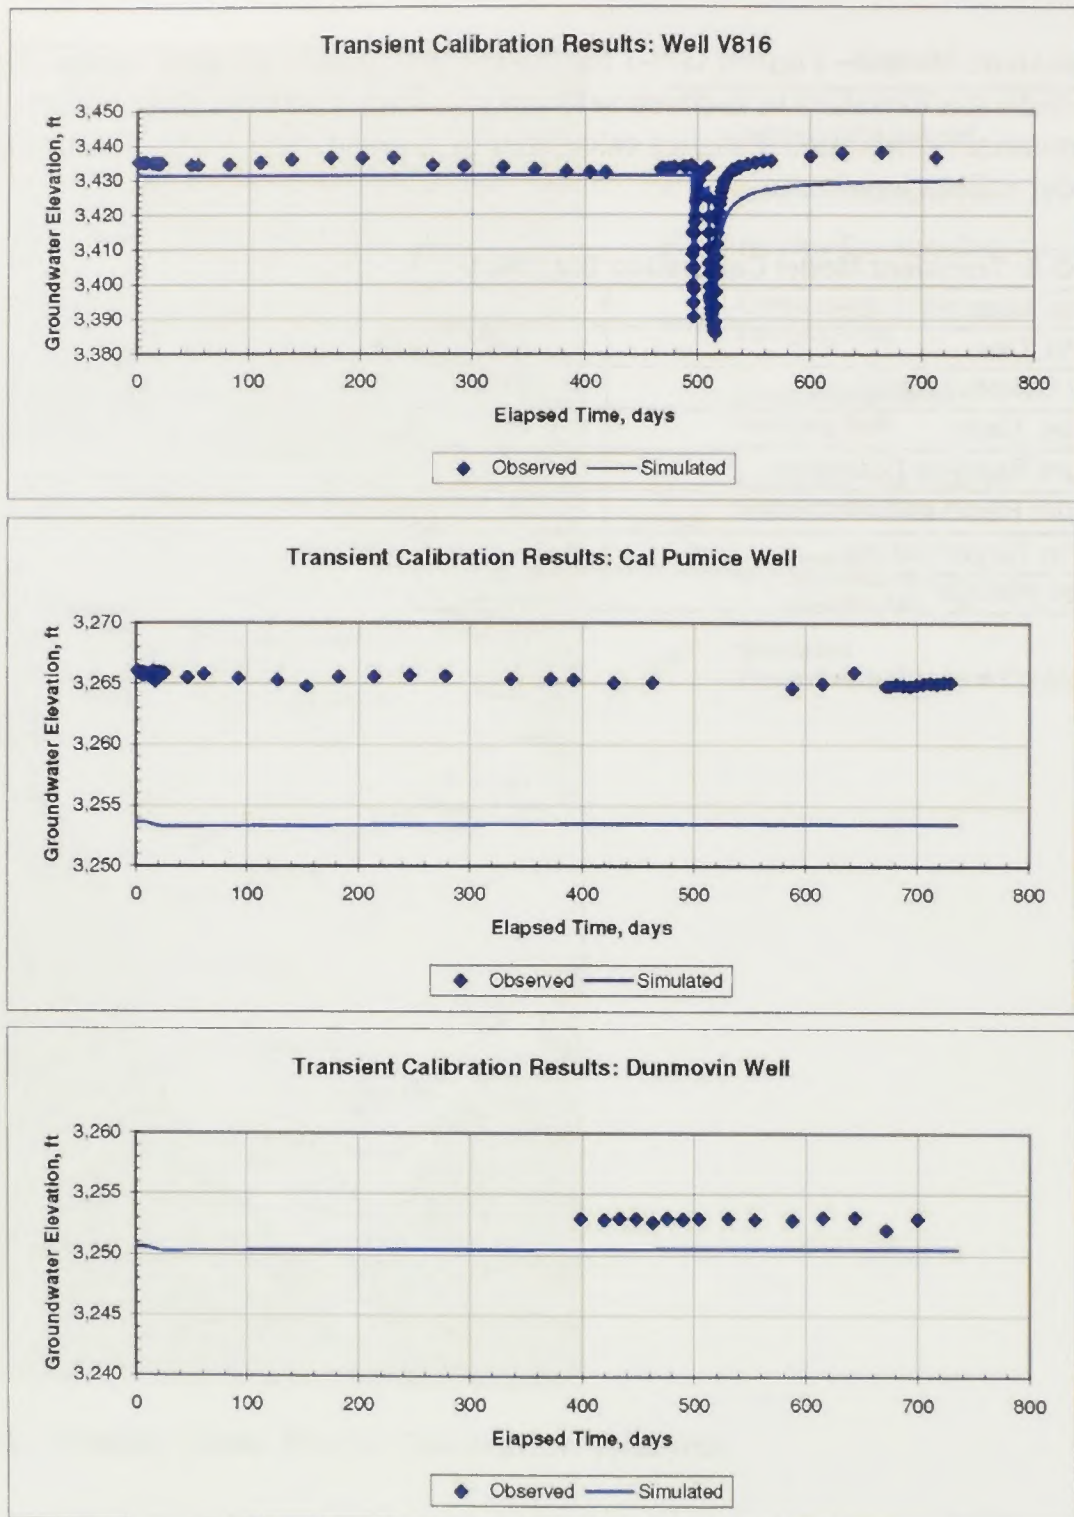 Transient Calibration Results: Well V816
Groundwater Elevation, ft
3,450
3,440
3,430
3,420
3,410
3,400
3,390
3,380
0 100 200 300 400 500 600 700 800
Elapsed Time, days
Observed Simulated
Transient Calibration Results: Cal Pumice Well
Groundwater Elevation, ft
3,270
3,265
3,260
3,255
3,250
0 100 200 300 400 500 600 700 800
Elapsed Time, days
Observed Simulated
Transient Calibration Results: Dunmovin Well
Groundwater Elevation, ft
3,260
3,255
3,250
3,245
3,240
0 100 200 300 400 500 600 700 800
Elapsed Time, days
Observed Simulated